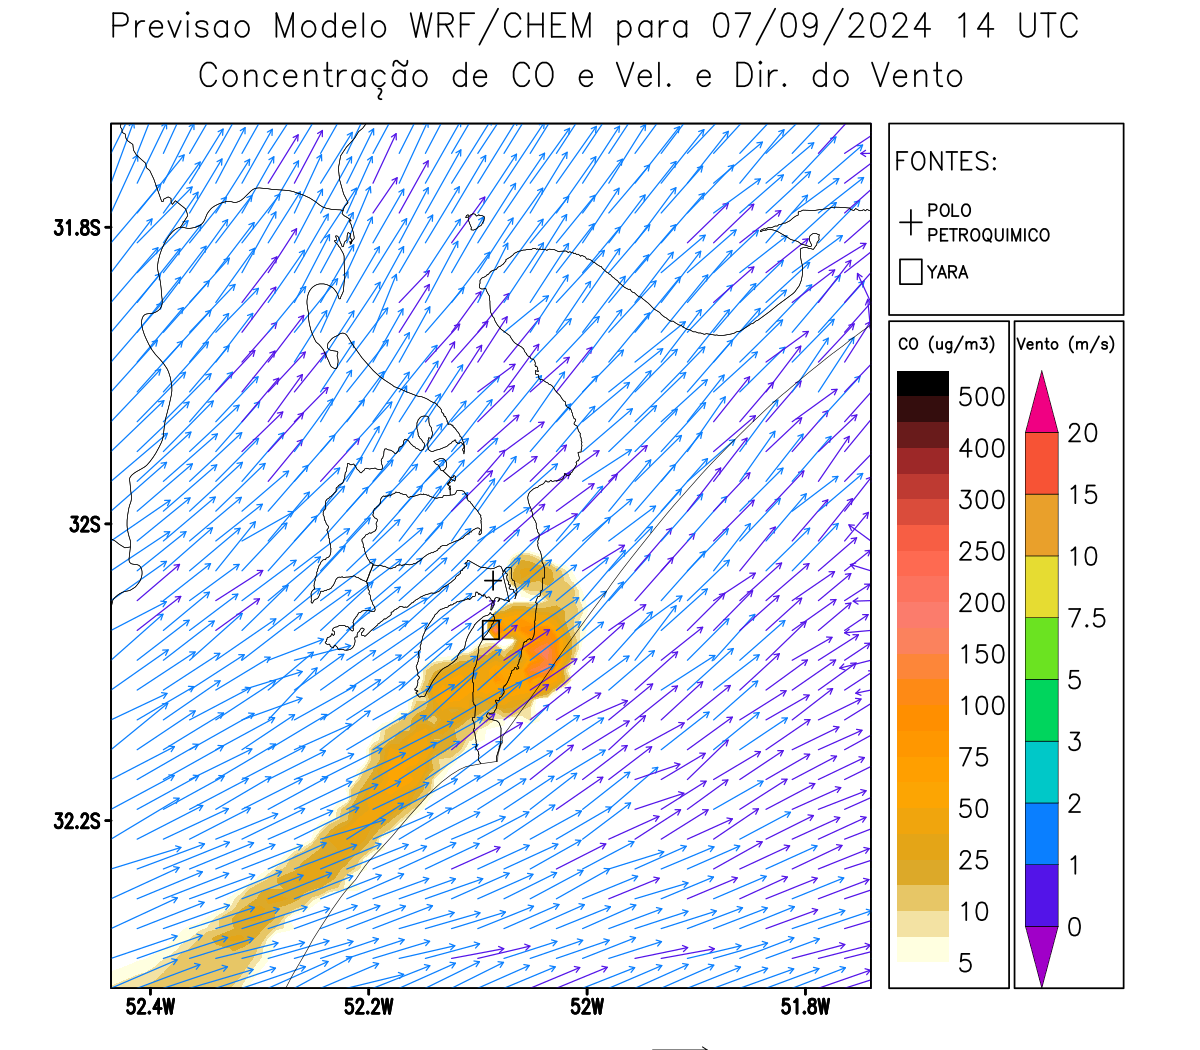 Previsao Modelo WRF/CHEM para 07/09/2024 14 UTC
Concentração de CO e Vel. e Dir. do Vento
FONTES:
POLO
PETROQUIMICO
YARA
CO (ug/m3)
500
400
300
250
200
150
100
75
50
25
10
5
Vento (m/s)
20
15
10
7.5
5
3
2
1
0
31.8S
32S
32.2S
52.4W
52.2W
52W
51.8W